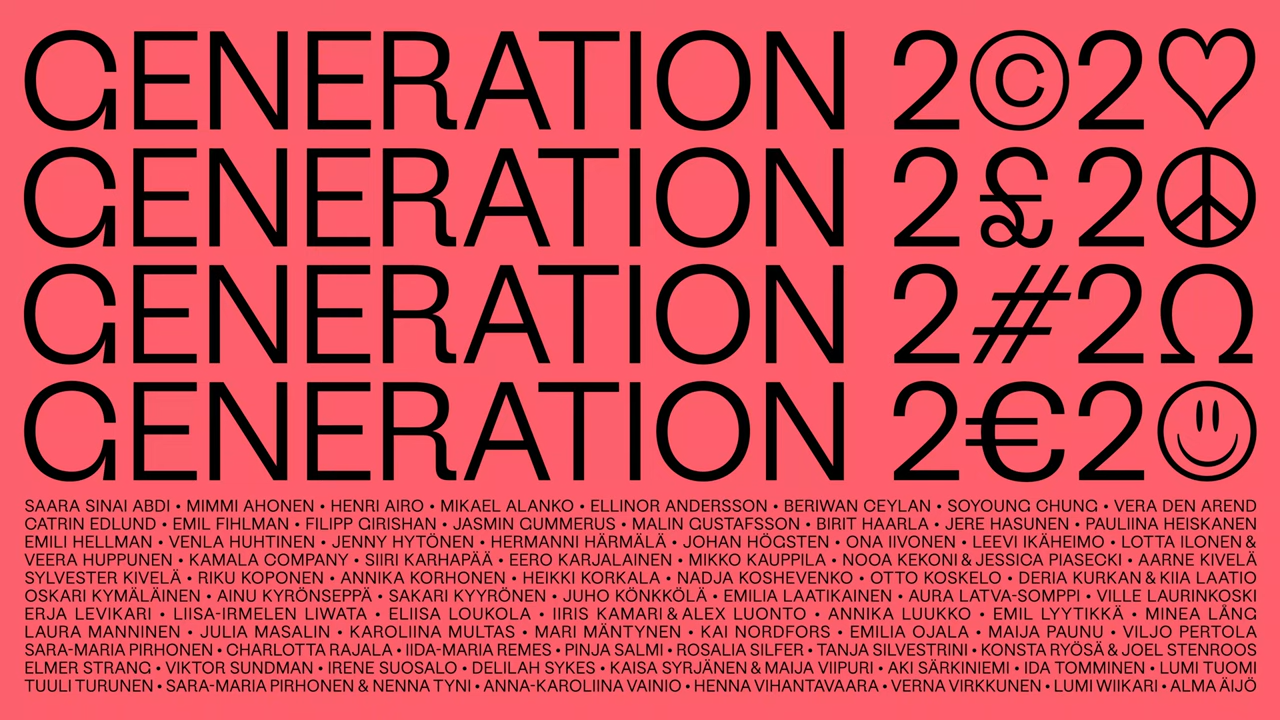 GENERATION 2©2♡
GENERATION 2£2☮
GENERATION 2#2Ω
GENERATION 2€2☺
SAARA SINAI ABDI • MIMMI AHONEN • HENRI AIRO • MIKAEL ALANKO • ELLINOR ANDERSSON • BERIWAN CEYLAN • SOYOUNG CHUNG • VERA DEN AREND
CATRIN EDLUND • EMIL FIHLMAN • FILIPP GIRISHAN • JASMIN GUMMERUS • MALIN GUSTAFSSON • BIRIT HAARLA • JERE HASUNEN • PAULIINA HEISKANEN
EMILI HELLMAN • VENLA HUHTINEN • JENNY HYTÖNEN • HERMANNI HÄRMÄLÄ • JOHAN HÖGSTEN • ONA IIVONEN • LEEVI IKÄHEIMO • LOTTA ILONEN &
VEERA HUPPUNEN • KAMALA COMPANY • SIIRI KARHAPÄÄ • EERO KARJALAINEN • MIKKO KAUPPILA • NOOA KEKONI & JESSICA PIASECKI • AARNE KIVELÄ
SYLVESTER KIVELÄ • RIKU KOPONEN • ANNIKA KORHONEN • HEIKKI KORKALA • NADJA KOSHEVENKO • OTTO KOSKELO • DERIA KURKAN & KIIA LAATIO
OSKARI KYMÄLÄINEN • AINU KYRÖNSEPPÄ • SAKARI KYYRÖNEN • JUHO KÖNKKÖLÄ • EMILIA LAATIKAINEN • AURA LATVA-SOMPPI • VILLE LAURINKOSKI
ERJA LEVIKARI • LIISA-IRMELEN LIWATA • ELIISA LOUKOLA • IIRIS KAMARI & ALEX LUONTO • ANNIKA LUUKKO • EMIL LYYTIKKÄ • MINEA LÅNG
LAURA MANNINEN • JULIA MASALIN • KAROLIINA MULTAS • MARI MÄNTYNEN • KAI NORDFORS • EMILIA OJALA • MAIJA PAUNU • VILJO PERTOLA
SARA-MARIA PIRHONEN • CHARLOTTA RAJALA • IIDA-MARIA REMES • PINJA SALMI • ROSALIA SILFER • TANJA SILVESTRINI • KONSTA RYÖSÄ & JOEL STENROOS
ELMER STRANG • VIKTOR SUNDMAN • IRENE SUOSALO • DELILAH SYKES • KAISA SYRJÄNEN & MAIJA VIIPURI • AKI SÄRKINIEMI • IDA TOMMINEN • LUMI TUOMI
TUULI TURUNEN • SARA-MARIA PIRHONEN & NENNA TYNI • ANNA-KAROLIINA VAINIO • HENNA VIHANTAVAARA • VERNA VIRKKUNEN • LUMI WIIKARI • ALMA ÄIJÖ